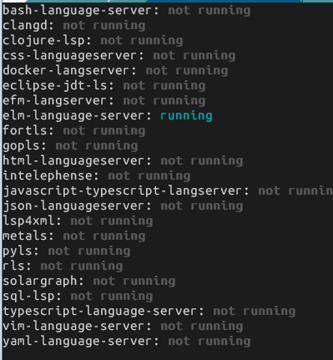 bash-language-server: not running
clangd: not running
clojure-lsp: not running
css-languageserver: not running
docker-langserver: not running
eclipse-jdt-ls: not running
efm-langserver: not running
elm-language-server: running
fortls: not running
gopls: not running
html-languageserver: not running
intelephense: not running
javascript-typescript-langserver: not runnin
json-languageserver: not running
lsp4xml: not running
metals: not running
pyls: not running
rls: not running
solargraph: not running
sql-lsp: not running
typescript-language-server: not running
vim-language-server: not running
yaml-language-server: not running